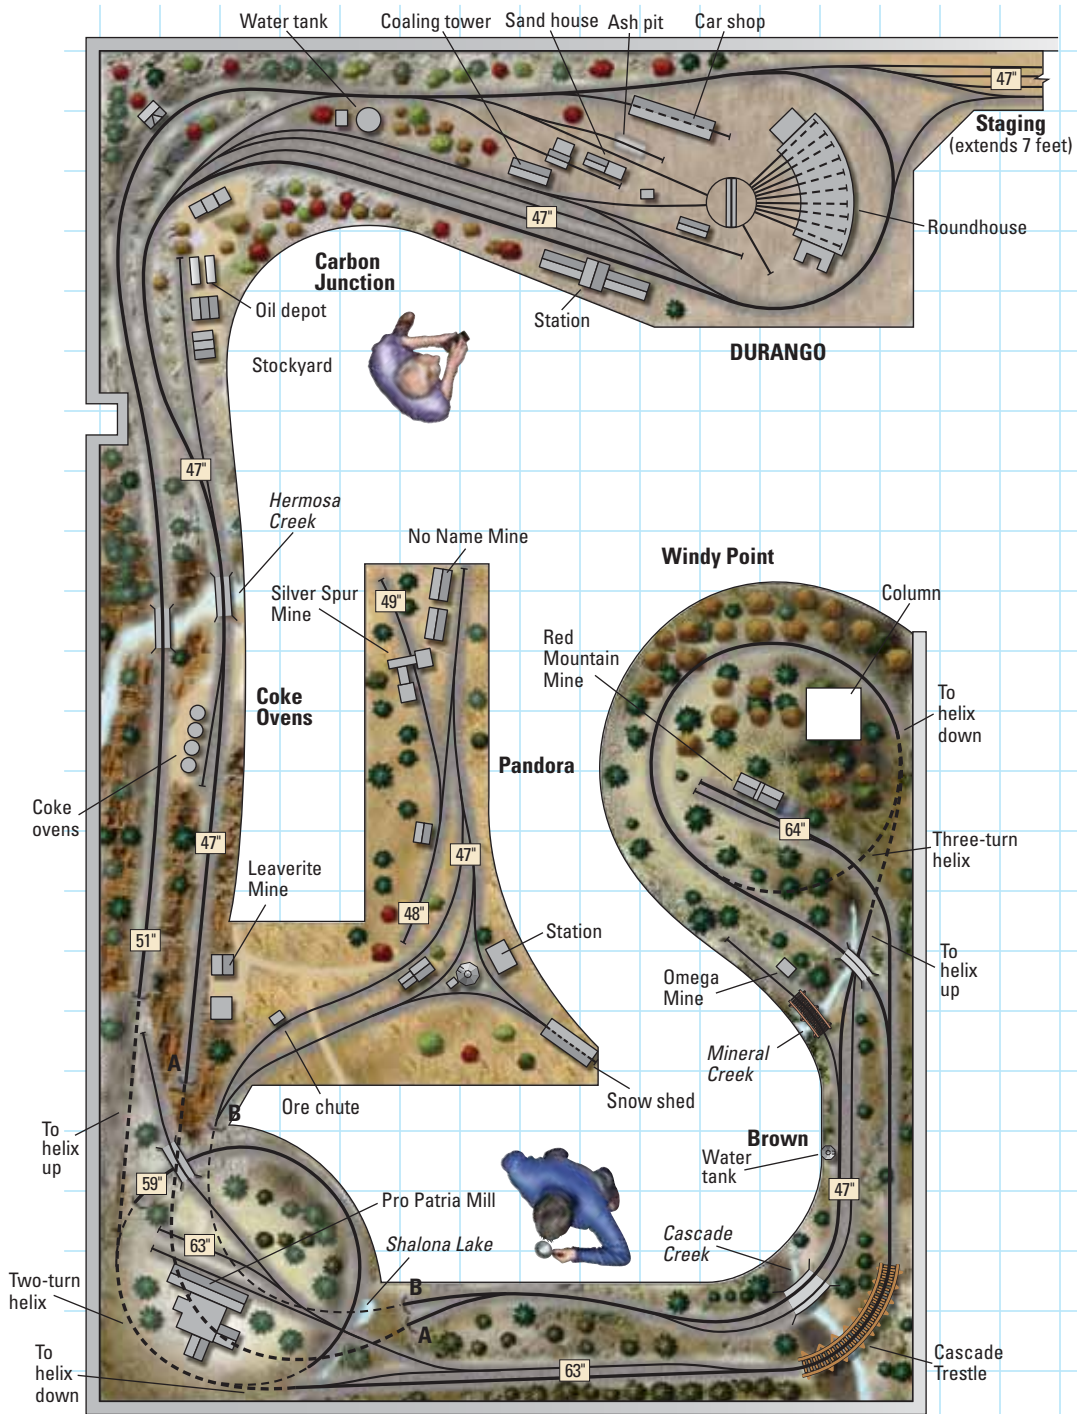 Water tank
Coaling tower
Sand house
Ash pit
Car shop
47"
Staging
(extends 7 feet)
47"
Roundhouse
Carbon
Junction
Oil depot
Station
Stockyard
DURANGO
47"
Hermosa
Creek
No Name Mine
Windy Point
49"
Silver Spur
Mine
Column
Red
Mountain
Mine
Coke
Ovens
To
helix
down
Pandora
Coke
ovens
47"
47"
64"
Three-turn
helix
Leaverite
Mine
48"
51"
Station
Omega
Mine
To
helix
up
Mineral
Creek
A
B
Ore chute
Snow shed
To
helix
up
Brown
Water
tank
59"
Pro Patria Mill
47"
63"
Shalona Lake
Cascade
Creek
Two-turn
helix
B
A
To
helix
down
63"
Cascade
Trestle